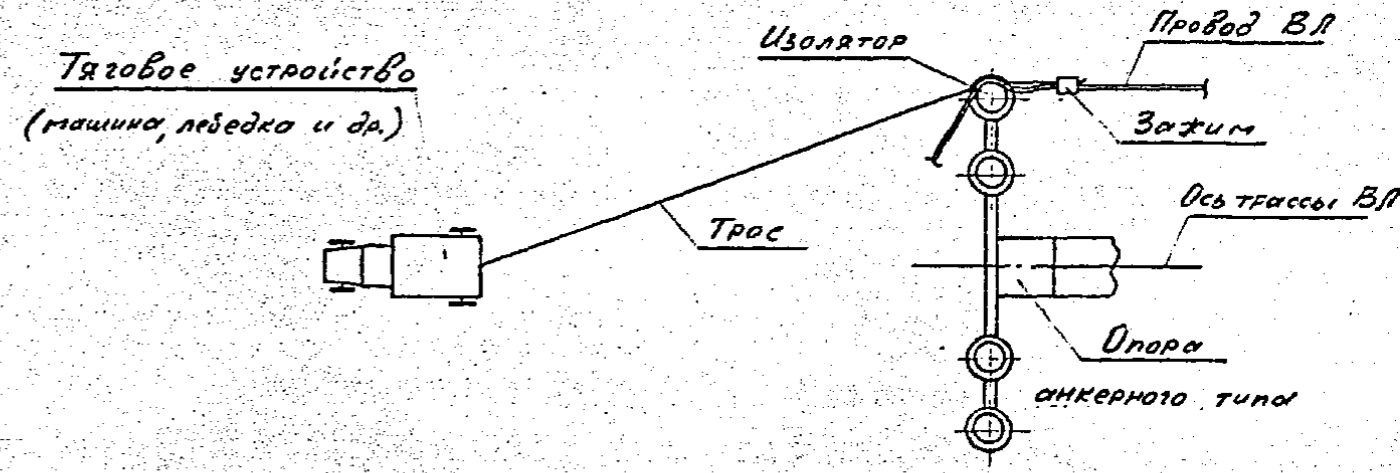 Тяговое устройство
(машина, лебедка и др.)
Изолятор
Провод ВЛ
Зажим
Ось трассы ВЛ
Трос
Опора
анкерного типа